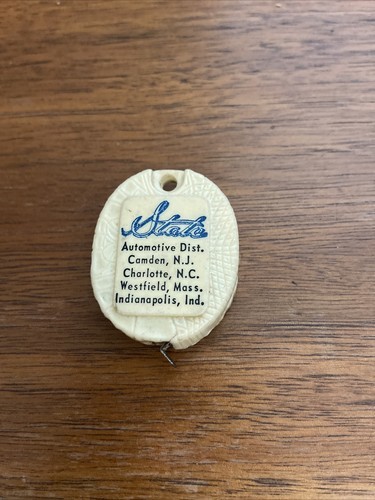 State
Automotive Dist.
Camden, N.J.
Charlotte, N.C.
Westfield, Mass.
Indianapolis, Ind.